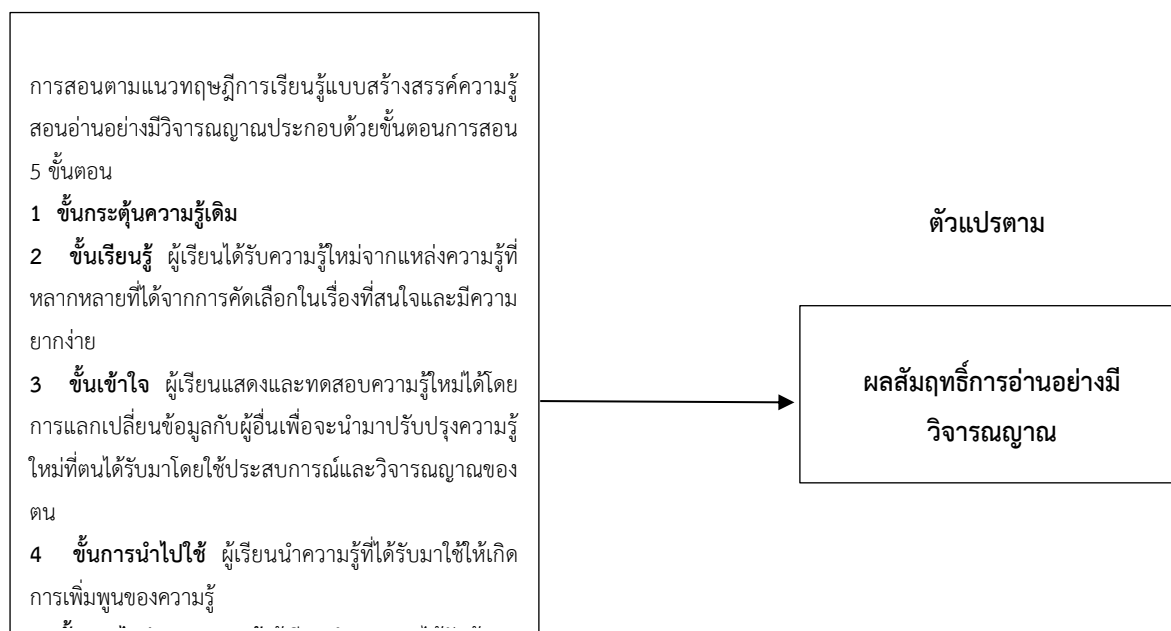 การสอนตามแนวทฤษฎีการเรียนรู้แบบสร้างสรรค์ความรู้
สอนอ่านอย่างมีวิจารณญาณประกอบด้วยขั้นตอนการสอน
5 ขั้นตอน
1 ขั้นกระตุ้นความรู้เดิม
2 ขั้นเรียนรู้ ผู้เรียนได้รับความรู้ใหม่จากแหล่งความรู้ที่
หลากหลายที่ได้จากการคัดเลือกในเรื่องที่สนใจและมีความ
ยากง่าย
3 ขั้นเข้าใจ ผู้เรียนแสดงและทดสอบความรู้ใหม่ได้โดย
การแลกเปลี่ยนข้อมูลกับผู้อื่นเพื่อจะนำมาปรับปรุงความรู้
ใหม่ที่ตนได้รับมาโดยใช้ประสบการณ์และวิจารณญาณของ
ตน
4 ขั้นการนำไปใช้ ผู้เรียนนำความรู้ที่ได้รับมาใช้ให้เกิด
การเพิ่มพูนของความรู้
ตัวแปรตาม
ผลสัมฤทธิ์การอ่านอย่างมี
วิจารณญาณ